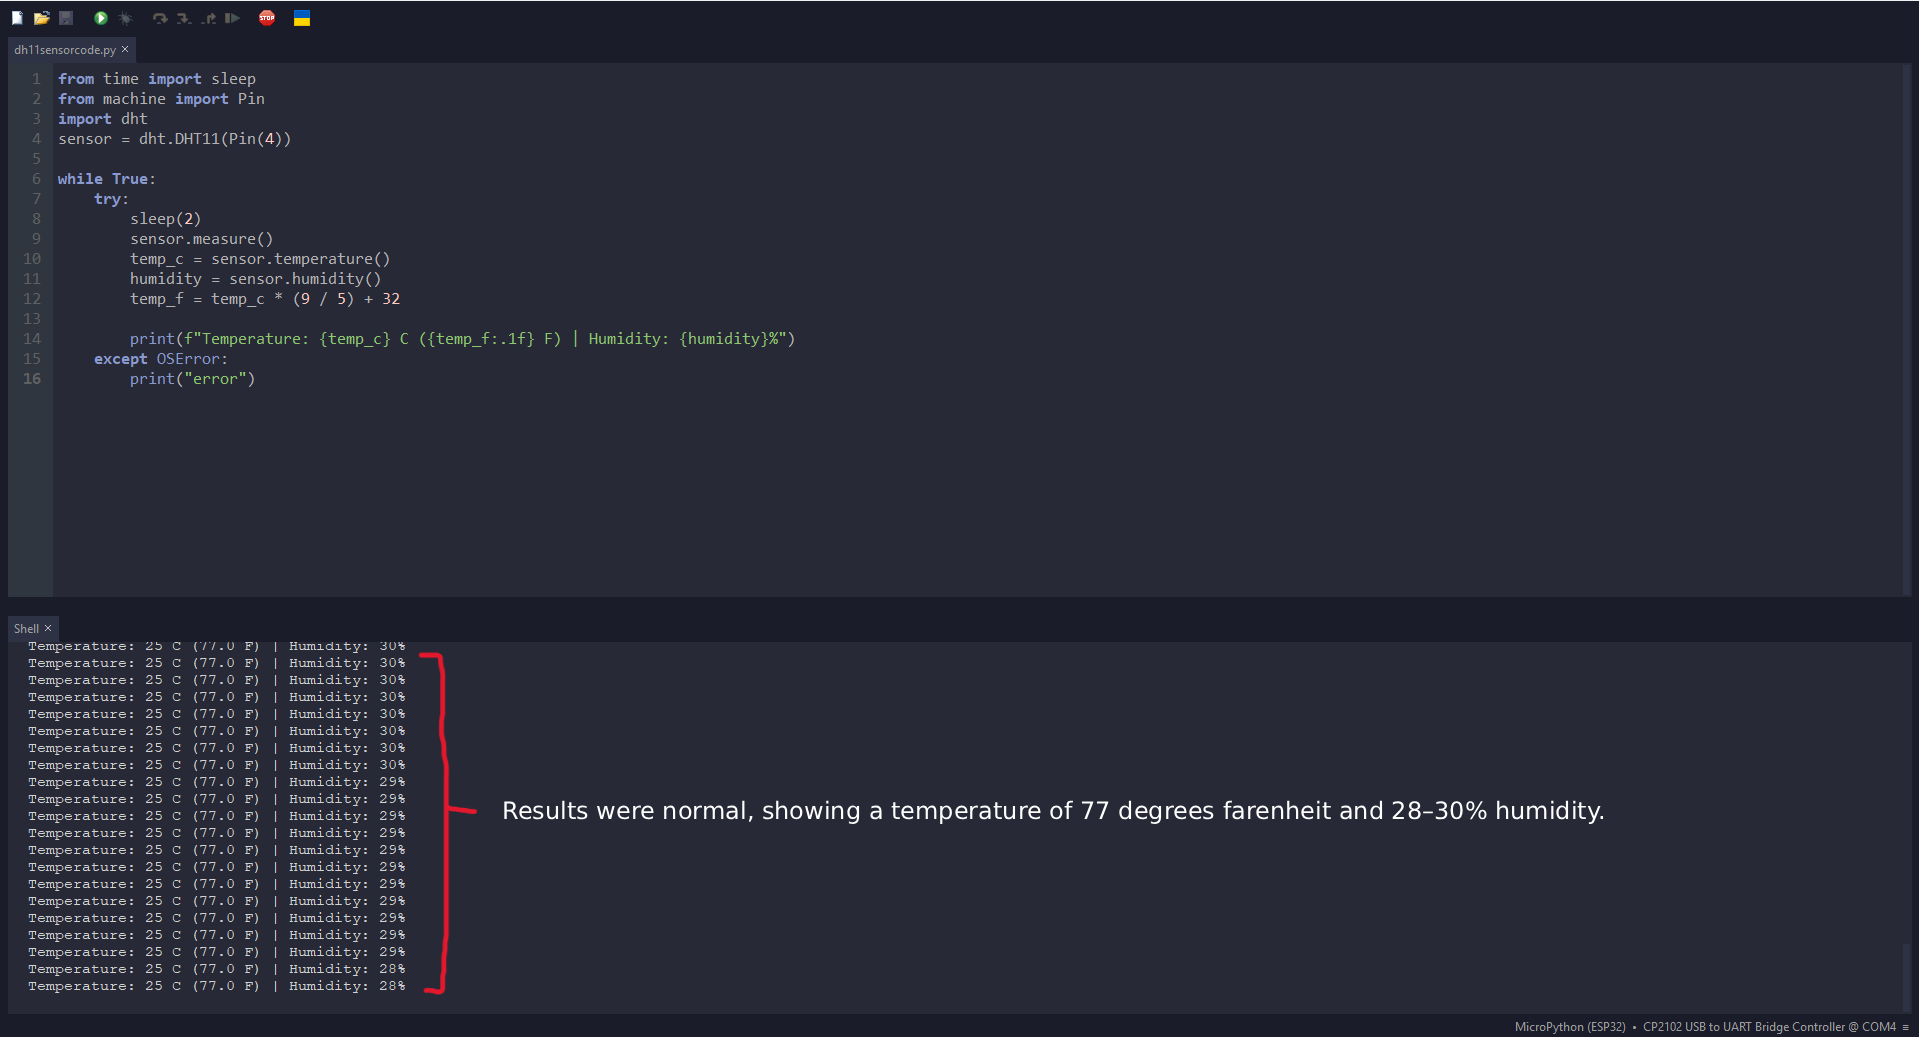 STOP
dh11sensorcode.py ×
1 from time import sleep
2 from machine import Pin
3 import dht
4 sensor = dht.DHT11(Pin(4))
5
6 while True:
7     try:
8         sleep(2)
9         sensor.measure()
10         temp_c = sensor.temperature()
11         humidity = sensor.humidity()
12         temp_f = temp_c * (9 / 5) + 32
13
14         print(f"Temperature: {temp_c} C ({temp_f:.1f} F) | Humidity: {humidity}%")
15     except OSError:
16         print("error")
Shell ×
Temperature: 25 C (77.0 F) | Humidity: 30%
Temperature: 25 C (77.0 F) | Humidity: 30%
Temperature: 25 C (77.0 F) | Humidity: 30%
Temperature: 25 C (77.0 F) | Humidity: 30%
Temperature: 25 C (77.0 F) | Humidity: 30%
Temperature: 25 C (77.0 F) | Humidity: 30%
Temperature: 25 C (77.0 F) | Humidity: 30%
Temperature: 25 C (77.0 F) | Humidity: 30%
Temperature: 25 C (77.0 F) | Humidity: 29%
Temperature: 25 C (77.0 F) | Humidity: 29%
Temperature: 25 C (77.0 F) | Humidity: 29%
Temperature: 25 C (77.0 F) | Humidity: 29%
Temperature: 25 C (77.0 F) | Humidity: 29%
Temperature: 25 C (77.0 F) | Humidity: 29%
Temperature: 25 C (77.0 F) | Humidity: 29%
Temperature: 25 C (77.0 F) | Humidity: 29%
Temperature: 25 C (77.0 F) | Humidity: 29%
Temperature: 25 C (77.0 F) | Humidity: 29%
Temperature: 25 C (77.0 F) | Humidity: 29%
Temperature: 25 C (77.0 F) | Humidity: 28%
Temperature: 25 C (77.0 F) | Humidity: 28%
Results were normal, showing a temperature of 77 degrees farenheit and 28–30% humidity.
MicroPython (ESP32) • CP2102 USB to UART Bridge Controller @ COM4 ≡